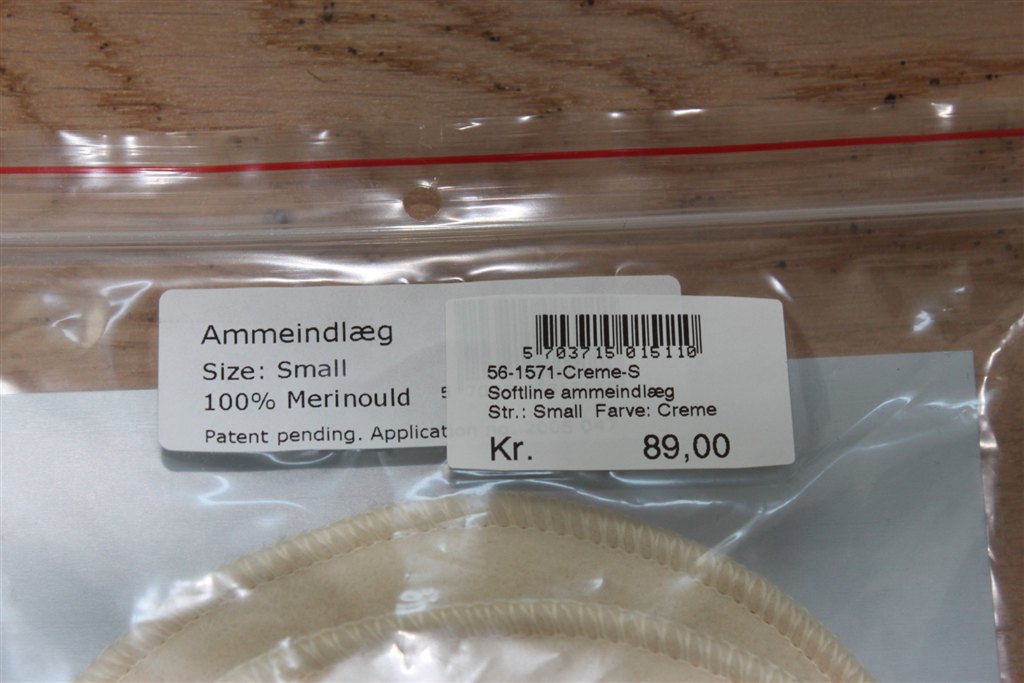 Ammeindlæg
Size: Small
100% Merinould
Patent pending. Applicat
5 703715 015110
56-1571-Creme-S
Softline ammeindlæg
Str.: Small Farve: Creme
Kr. 89,00